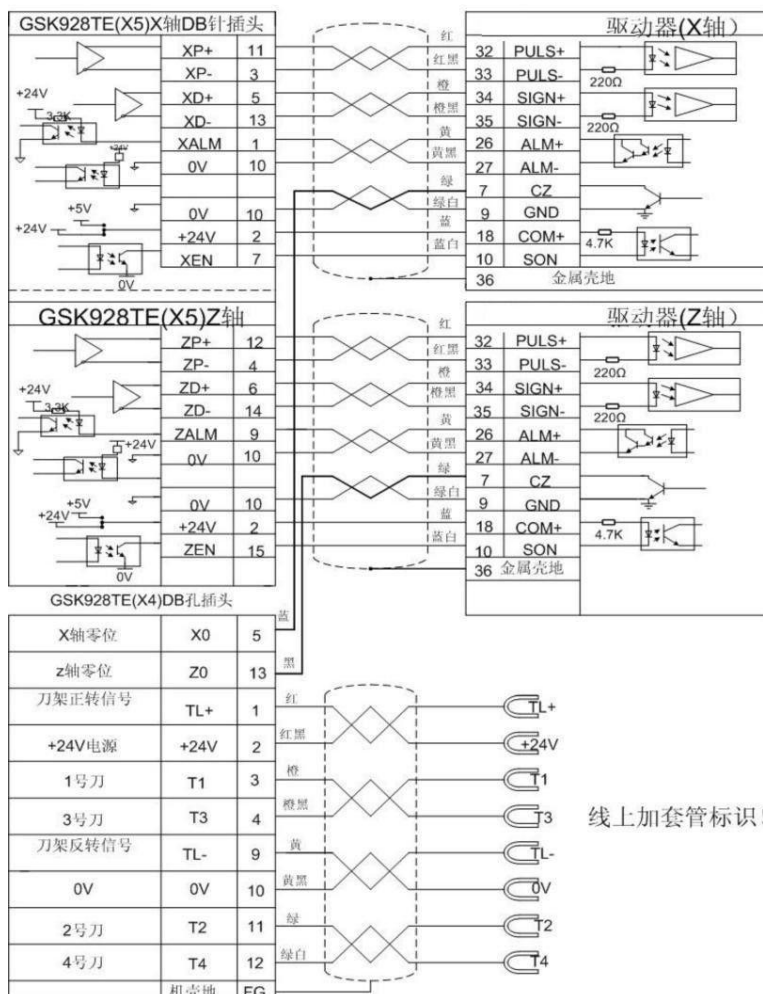 GSK928TE(X5)X轴DB针插头
XP+ 11
XP- 3
+24V
XD+ 5
3.3K
XD- 13
XALM 1
+24V
0V 10
+5V
0V 10
+24V
+24V 2
XEN 7
0V
红
红黑
橙
橙黑
黄
黄黑
绿
绿白
蓝
蓝白
驱动器(X轴)
32 PULS+
33 PULS-
220Ω
34 SIGN+
35 SIGN-
220Ω
26 ALM+
27 ALM-
7 CZ
9 GND
18 COM+
4.7K
10 SON
36 金属壳地
GSK928TE(X5)Z轴
ZP+ 12
ZP- 4
+24V
ZD+ 6
3.3K
ZD- 14
ZALM 9
+24V
0V 10
+5V
0V 10
+24V
+24V 2
ZEN 15
0V
红
红黑
橙
橙黑
黄
黄黑
绿
绿白
蓝
蓝白
驱动器(Z轴)
32 PULS+
33 PULS-
220Ω
34 SIGN+
35 SIGN-
220Ω
26 ALM+
27 ALM-
7 CZ
9 GND
18 COM+
4.7K
10 SON
36 金属壳地
GSK928TE(X4)DB孔插头
蓝
X轴零位 X0 5
黑
z轴零位 Z0 13
刀架正转信号 TL+ 1 红 TL+
+24V电源 +24V 2 红黑 +24V
1号刀 T1 3 橙 T1
3号刀 T3 4 橙黑 T3
线上加套管标识!
刀架反转信号 TL- 9 黄 TL-
0V 0V 10 黄黑 0V
2号刀 T2 11 绿 T2
4号刀 T4 12 绿白 T4
机壳地 FG